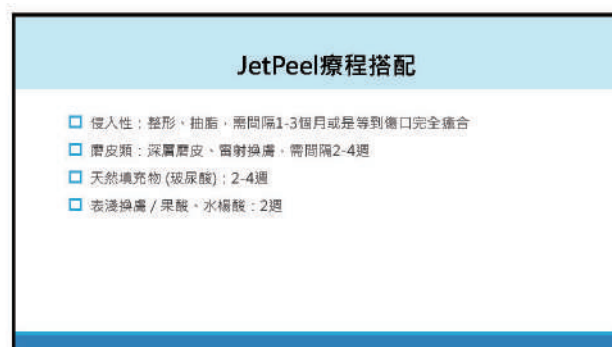 JetPeel療程搭配
侵入性：整形、抽脂，需間隔1-3個月或是等到傷口完全癒合
磨皮類：深層磨皮、雷射換膚，需間隔2-4週
天然填充物 (玻尿酸)：2-4週
表淺換膚 / 果酸、水楊酸：2週